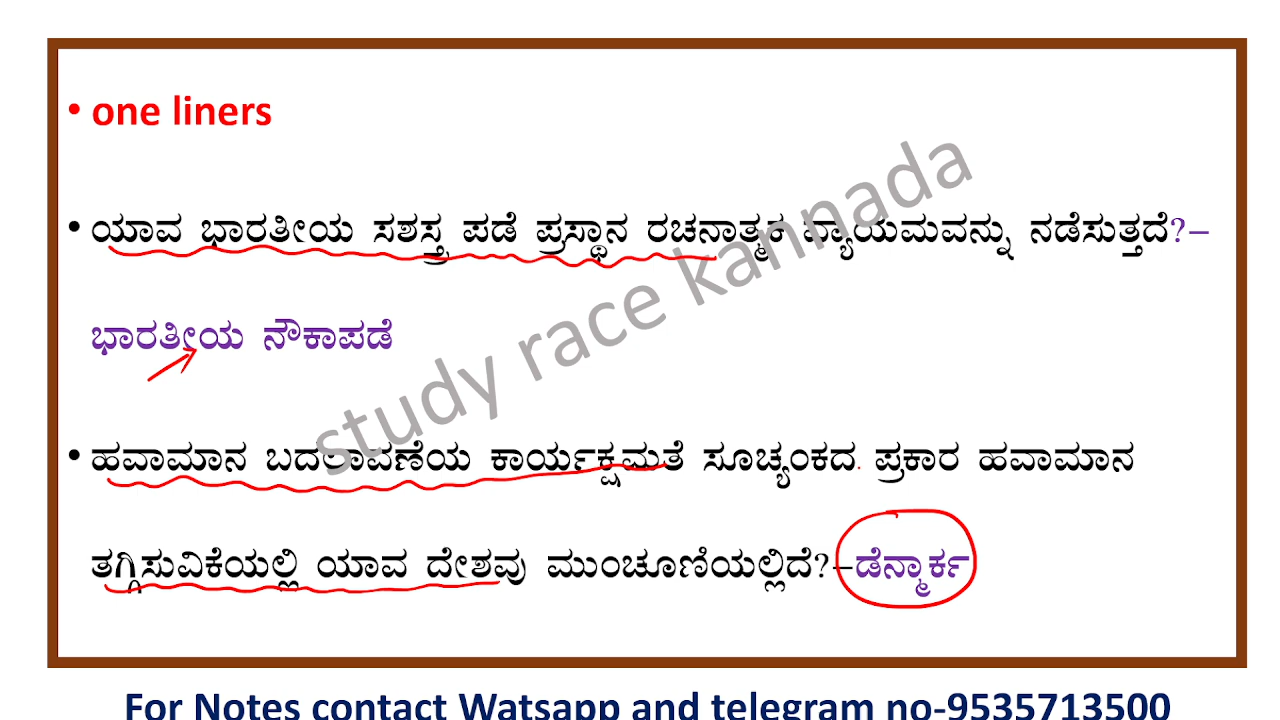 • one liners
• ಯಾವ ಭಾರತೀಯ ಸಶಸ್ತ್ರ ಪಡೆ ಪ್ರಸ್ಥಾನ ರಚನಾತ್ಮಕ ವ್ಯಾಯಮವನ್ನು ನಡೆಸುತ್ತದೆ?–
ಭಾರತೀಯ ನೌಕಾಪಡೆ
• ಹವಾಮಾನ ಬದಲಾವಣೆಯ ಕಾರ್ಯಕ್ಷಮತೆ ಸೂಚ್ಯಂಕದ ಪ್ರಕಾರ ಹವಾಮಾನ
ತಗ್ಗಿಸುವಿಕೆಯಲ್ಲಿ ಯಾವ ದೇಶವು ಮುಂಚೂಣಿಯಲ್ಲಿದೆ?–ಡೆನ್ಮಾರ್ಕ
study race kannada
For Notes contact Watsapp and telegram no-9535713500